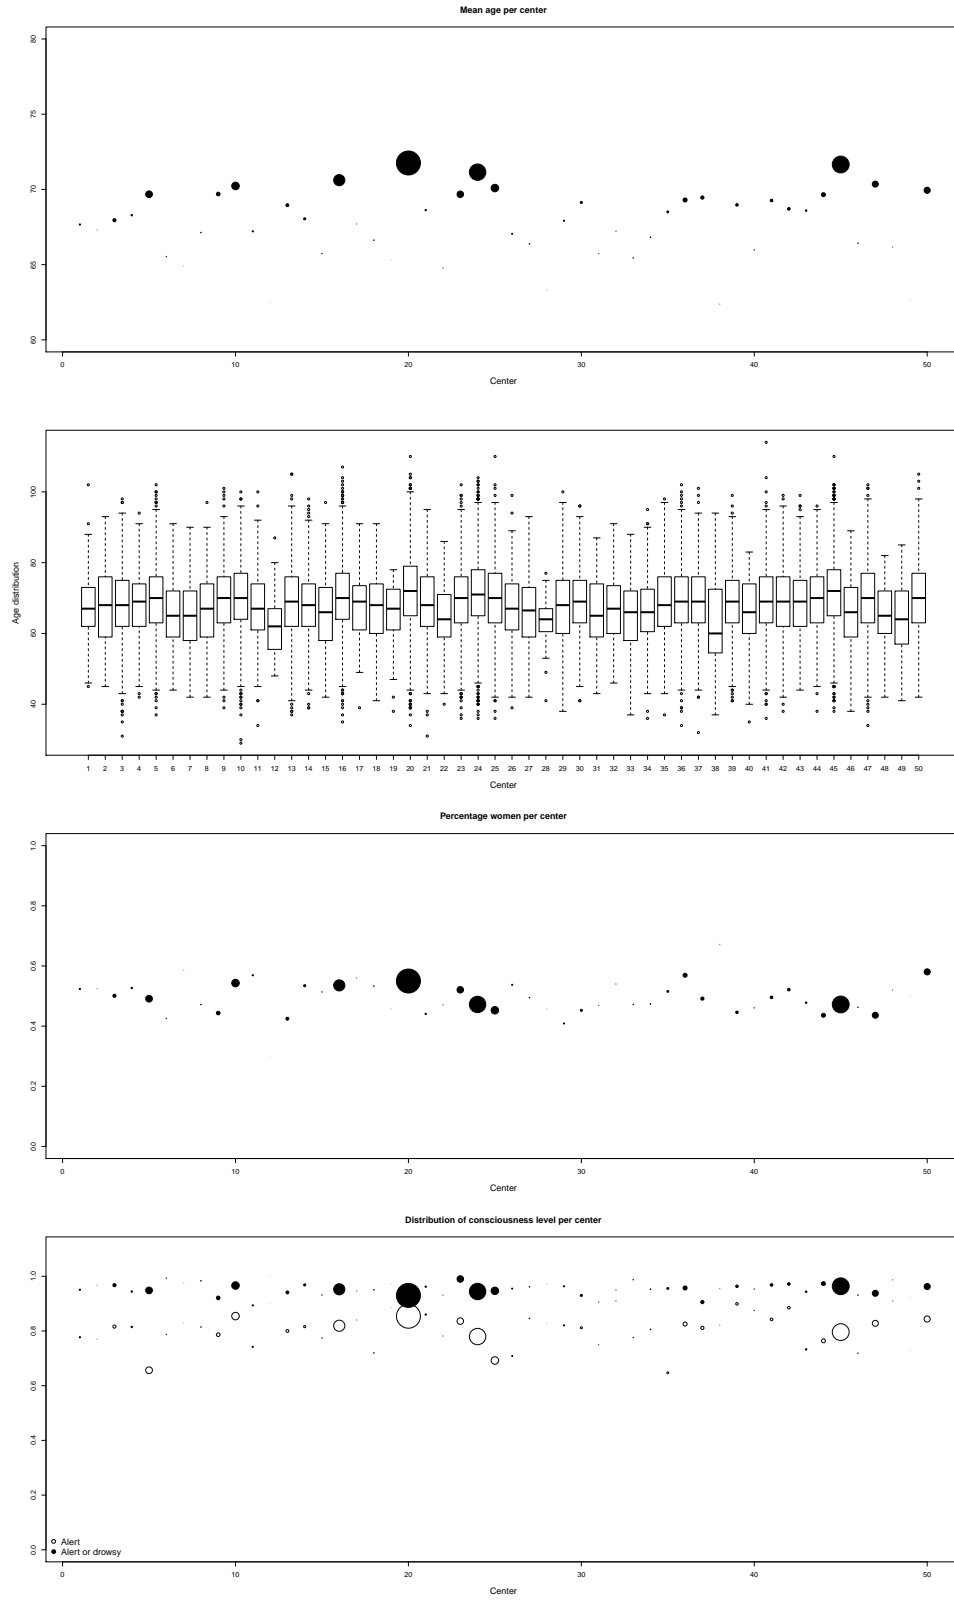 Mean age per center
80
75
70
65
60
0 10 20 30 40 50
Center
Age distribution
100
80
60
40
1 2 3 4 5 6 7 8 9 10 11 12 13 14 15 16 17 18 19 20 21 22 23 24 25 26 27 28 29 30 31 32 33 34 35 36 37 38 39 40 41 42 43 44 45 46 47 48 49 50
Center
Percentage women per center
1.0
0.8
0.6
0.4
0.2
0.0
0 10 20 30 40 50
Center
Distribution of consciousness level per center
1.0
0.8
0.6
0.4
0.2
0.0
Alert
Alert or drowsy
0 10 20 30 40 50
Center